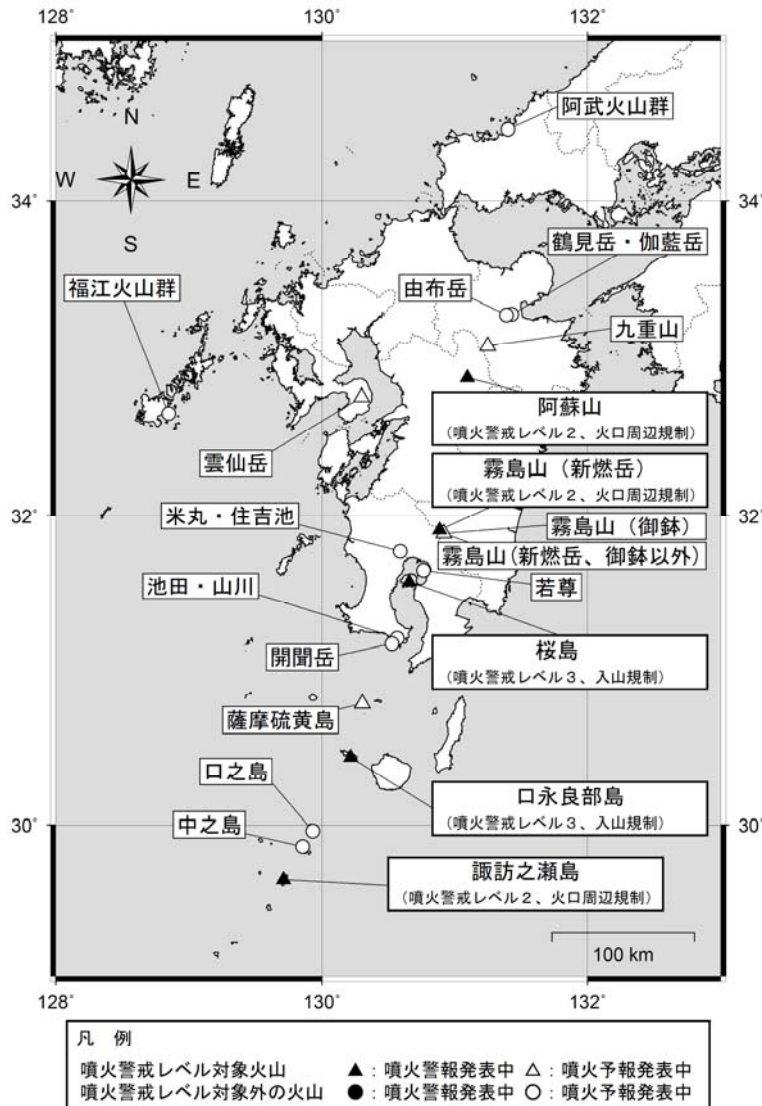 128°
130°
132°
阿武火山群
N
W
E
S
34°
34°
鶴見岳・伽藍岳
由布岳
福江火山群
九重山
阿蘇山
(噴火警戒レベル2、火口周辺規制)
雲仙岳
霧島山(新燃岳)
(噴火警戒レベル2、火口周辺規制)
32°
32°
米丸・住吉池
霧島山(御鉢)
霧島山(新燃岳、御鉢以外)
池田・山川
若尊
開聞岳
桜島
(噴火警戒レベル3、入山規制)
薩摩硫黄島
口之島
口永良部島
(噴火警戒レベル3、入山規制)
中之島
30°
30°
諏訪之瀬島
(噴火警戒レベル2、火口周辺規制)
100 km
128°
130°
132°
凡 例
噴火警戒レベル対象火山 ▲:噴火警報発表中 △:噴火予報発表中
噴火警戒レベル対象外の火山 ●:噴火警報発表中 ○:噴火予報発表中